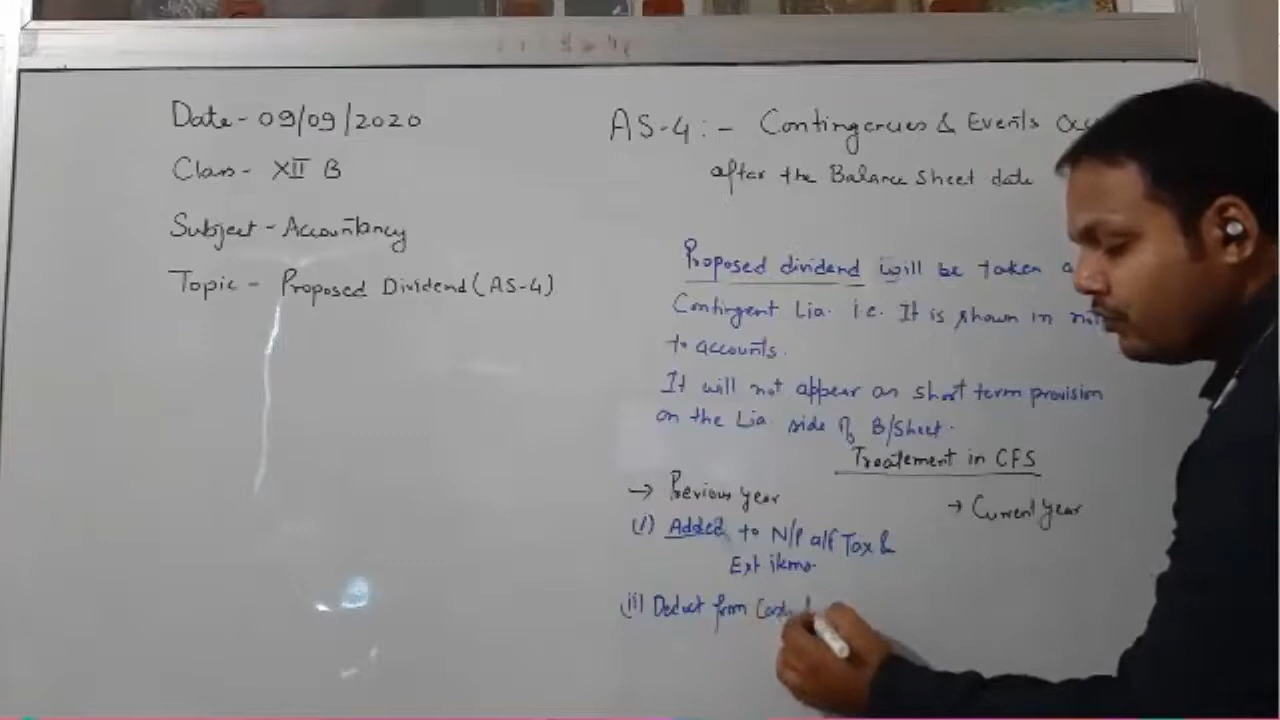 Date - 09/09/2020
Class - XII B
Subject - Accountancy
Topic - Proposed Dividend (AS-4)
AS-4 : - Contingencies & Events
after the Balance Sheet date
Proposed dividend will be taken
Contingent Lia. i.e. It is shown in
to accounts.
It will not appear as short term provision
on the Lia. side of B/Sheet.
Treatement in CFS
→ Previous year
(i) Added to N/P a/f Tax &
Ext items.
(ii) Deduct from Cash
→ Current year